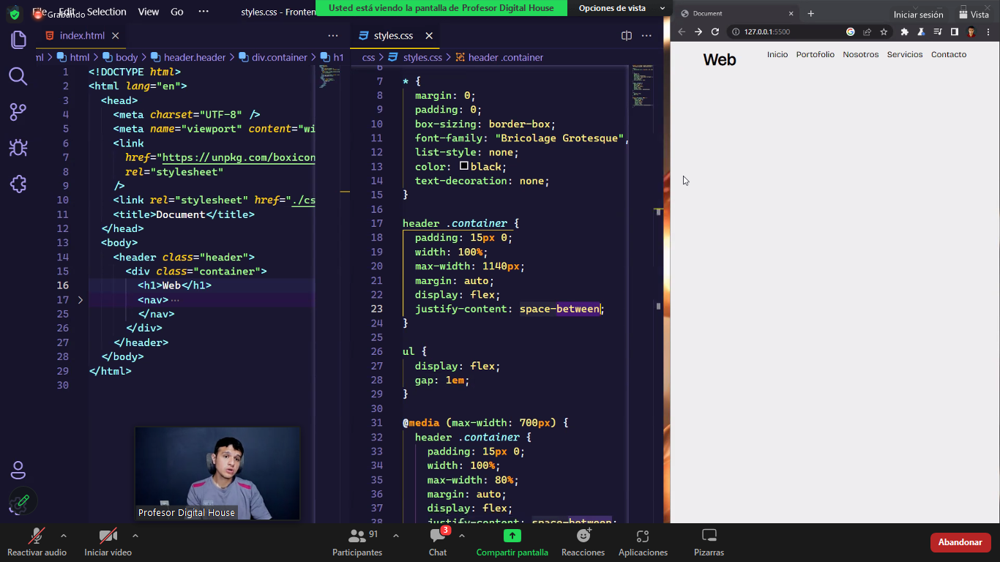 File
Grabando
Edit
Selection
View
Go
···
styles.css - Fronten
Usted está viendo la pantalla de Profesor Digital House
Opciones de vista
Document
Iniciar sesión
Vista
index.html
styles.css
127.0.0.1:5500
ml > html > body > header.header > div.container > h1
css > styles.css > header .container
1 <!DOCTYPE html>
2 <html lang="en">
3 <head>
4 <meta charset="UTF-8" />
5 <meta name="viewport" content="wi
6 <link
7 href="https://unpkg.com/boxicon
8 rel="stylesheet"
9 />
10 <link rel="stylesheet" href="./cs
11 <title>Document</title>
12 </head>
13 <body>
14 <header class="header">
15 <div class="container">
16 <h1>Web</h1>
17 <nav>···
25 </nav>
26 </div>
27 </header>
28 </body>
29 </html>
30
6
7 * {
8 margin: 0;
9 padding: 0;
10 box-sizing: border-box;
11 font-family: "Bricolage Grotesque",
12 list-style: none;
13 color: black;
14 text-decoration: none;
15 }
16
17 header .container {
18 padding: 15px 0;
19 width: 100%;
20 max-width: 1140px;
21 margin: auto;
22 display: flex;
23 justify-content: space-between;
24 }
25
26 ul {
27 display: flex;
28 gap: 1em;
29 }
30
31 @media (max-width: 700px) {
32 header .container {
33 padding: 15px 0;
34 width: 100%;
35 max-width: 80%;
36 margin: auto;
37 display: flex;
38 justify-content: space-between;
Web
Inicio Portofolio Nosotros Servicios Contacto
Profesor Digital House
Reactivar audio
Iniciar vídeo
91
Participantes
3
Chat
Compartir pantalla
Reacciones
Aplicaciones
Pizarras
Abandonar